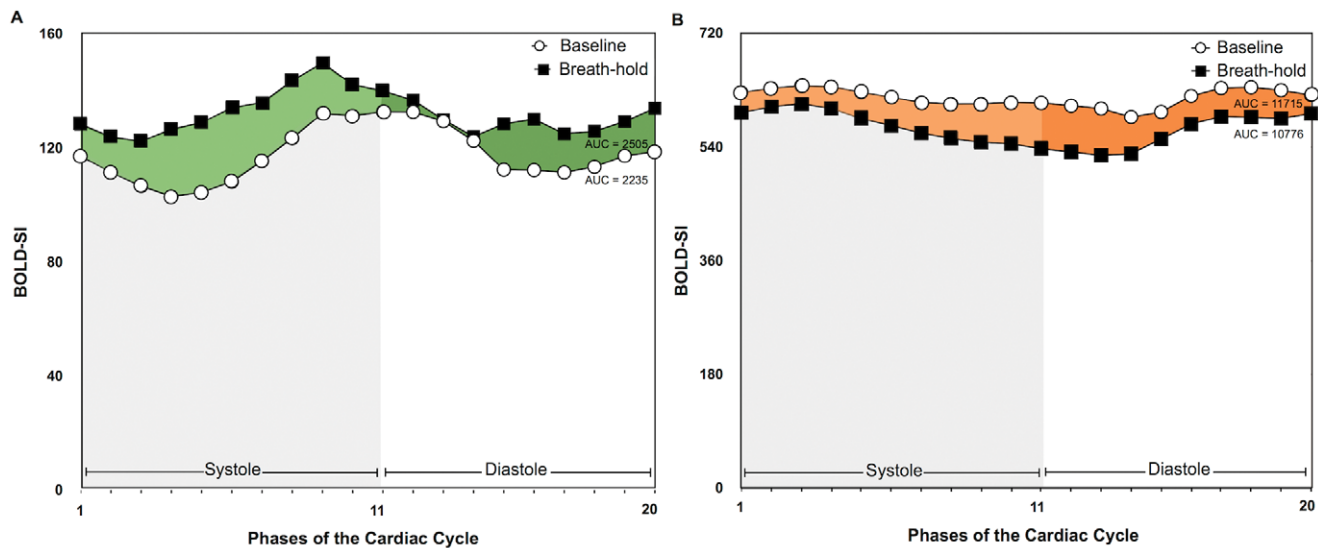 A
BOLD-SI
160
120
80
40
0
Baseline
Breath-hold
AUC = 2505
AUC = 2235
Systole
Diastole
1
11
20
Phases of the Cardiac Cycle
B
BOLD-SI
720
540
360
180
0
Baseline
Breath-hold
AUC = 11715
AUC = 10776
Systole
Diastole
1
11
20
Phases of the Cardiac Cycle